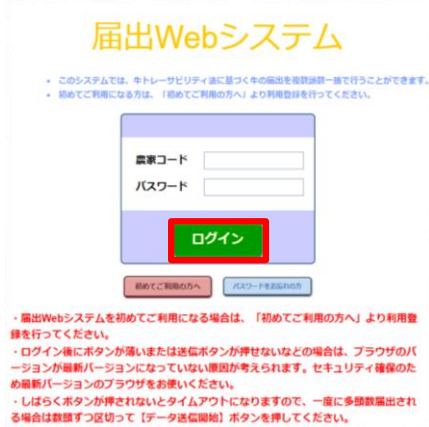 届出Webシステム
・ このシステムでは、牛トレーサビリティ法に基づく牛の届出を複数頭数一括で行うことができます。
・ 初めてご利用になる方は、「初めてご利用の方へ」より利用登録を行ってください。
農家コード
パスワード
ログイン
初めてご利用の方へ
パスワードをお忘れの方
・届出Webシステムを初めてご利用になる場合は、「初めてご利用の方へ」より利用登
録を行ってください。
・ログイン後にボタンが薄いまたは送信ボタンが押せないなどの場合は、ブラウザのバ
ージョンが最新バージョンになっていない原因が考えられます。セキュリティ確保のた
め最新バージョンのブラウザをお使いください。
・しばらくボタンが押されないとタイムアウトになりますので、一度に多頭数届出され
る場合は数頭ずつ区切って【データ送信開始】ボタンを押してください。